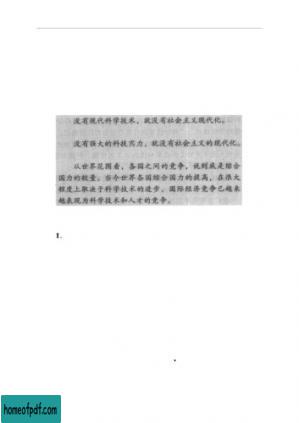 没有现代科学技术，就没有社会主义现代化。
没有强大的科技实力，就没有社会主义的现代化。
从世界范围看，各国之间的竞争，说到底是综合
国力的较量。当今世界各国综合国力的提高，在很大
程度上取决于科学技术的进步。国际经济竞争已越来
越表现为科学技术和人才的竞争。
1.
homeofpdf.com